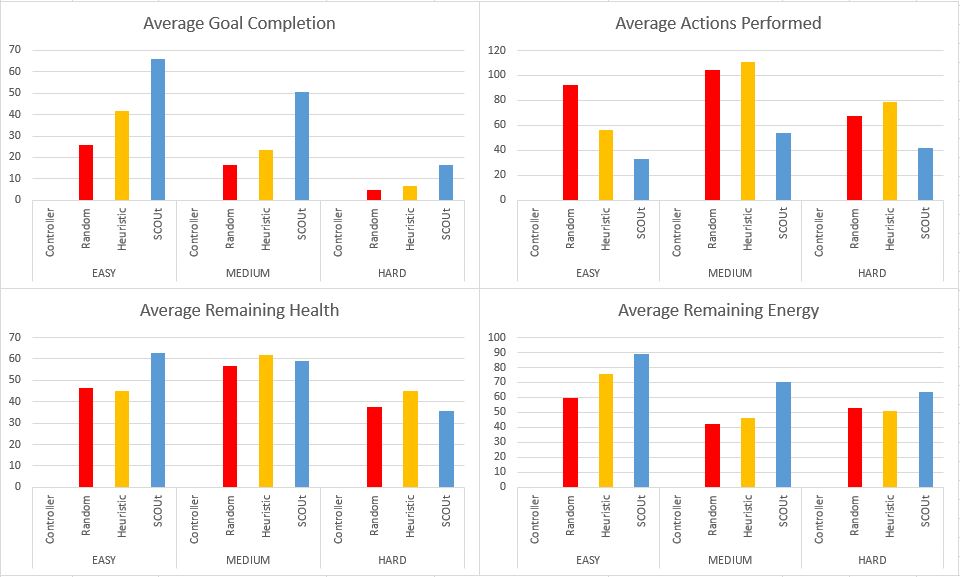 Average Goal Completion
70
60
50
40
30
20
10
0
Controller
Random
Heuristic
SCOUt
Controller
Random
Heuristic
SCOUt
Controller
Random
Heuristic
SCOUt
EASY MEDIUM HARD
Average Actions Performed
120
100
80
60
40
20
0
Controller
Random
Heuristic
SCOUt
Controller
Random
Heuristic
SCOUt
Controller
Random
Heuristic
SCOUt
EASY MEDIUM HARD
Average Remaining Health
70
60
50
40
30
20
10
0
Controller
Random
Heuristic
SCOUt
Controller
Random
Heuristic
SCOUt
Controller
Random
Heuristic
SCOUt
EASY MEDIUM HARD
Average Remaining Energy
100
90
80
70
60
50
40
30
20
10
0
Controller
Random
Heuristic
SCOUt
Controller
Random
Heuristic
SCOUt
Controller
Random
Heuristic
SCOUt
EASY MEDIUM HARD